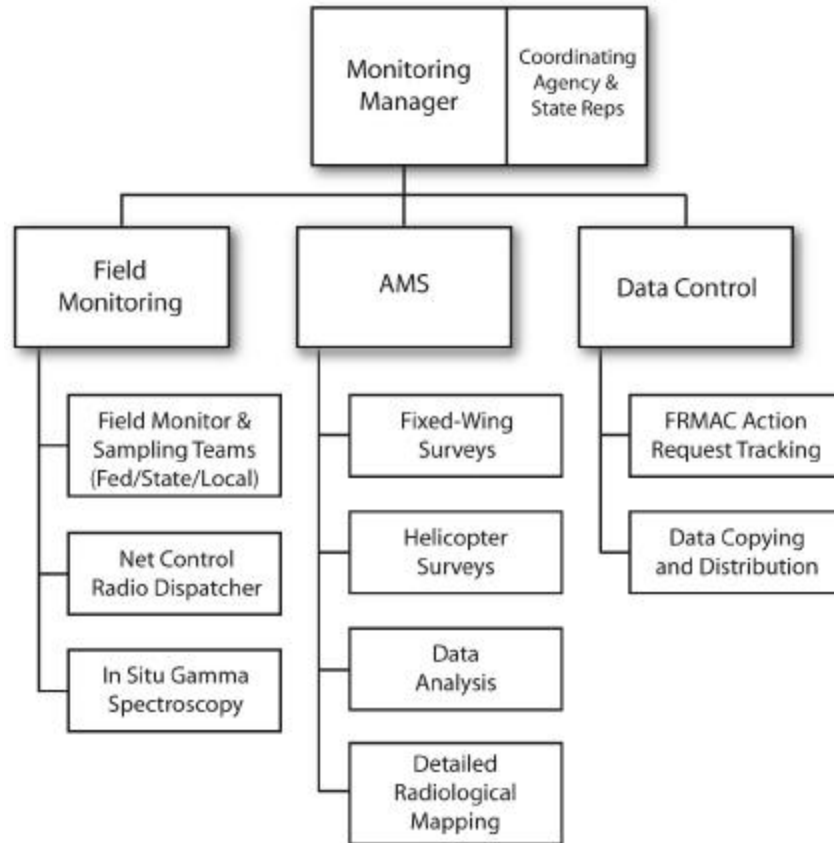 Monitoring
Manager
Coordinating
Agency &
State Reps
Field
Monitoring
AMS
Data Control
Field Monitor &
Sampling Teams
(Fed/State/Local)
Net Control
Radio Dispatcher
In Situ Gamma
Spectroscopy
Fixed-Wing
Surveys
Helicopter
Surveys
Data
Analysis
Detailed
Radiological
Mapping
FRMAC Action
Request Tracking
Data Copying
and Distribution